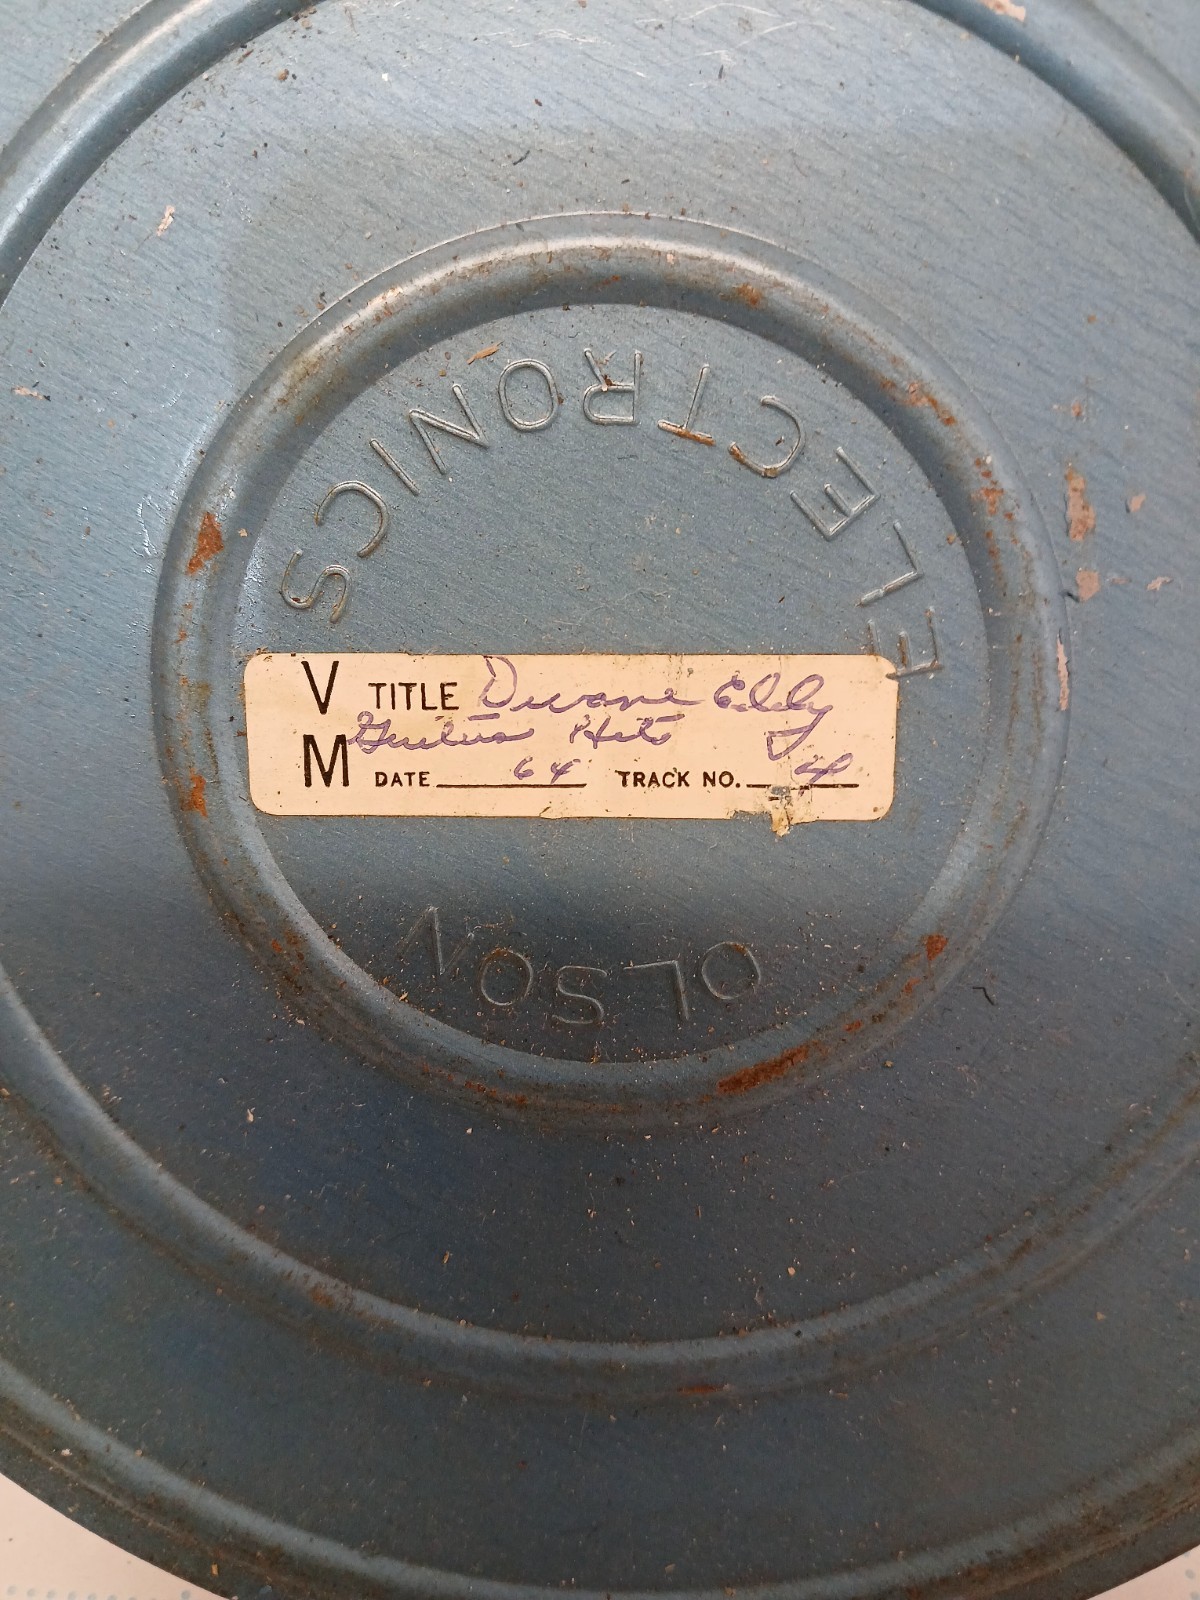 ELECTRONICS
V TITLE Duane Eddy
Guitar Hits
M DATE 64 TRACK NO. 4
OLSON